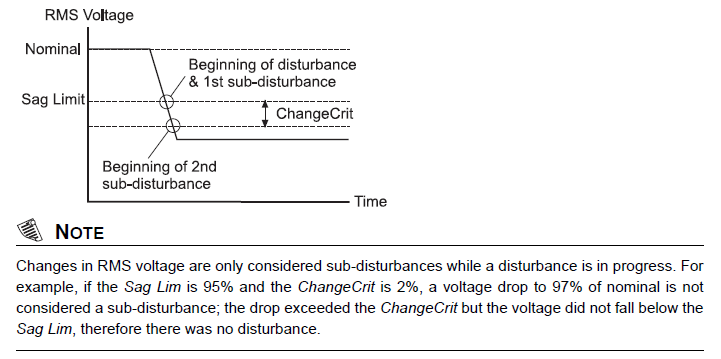 RMS Voltage
Nominal
Beginning of disturbance
& 1st sub-disturbance
Sag Limit
ChangeCrit
Beginning of 2nd
sub-disturbance
Time
NOTE
Changes in RMS voltage are only considered sub-disturbances while a disturbance is in progress. For
example, if the Sag Lim is 95% and the ChangeCrit is 2%, a voltage drop to 97% of nominal is not
considered a sub-disturbance; the drop exceeded the ChangeCrit but the voltage did not fall below the
Sag Lim, therefore there was no disturbance.